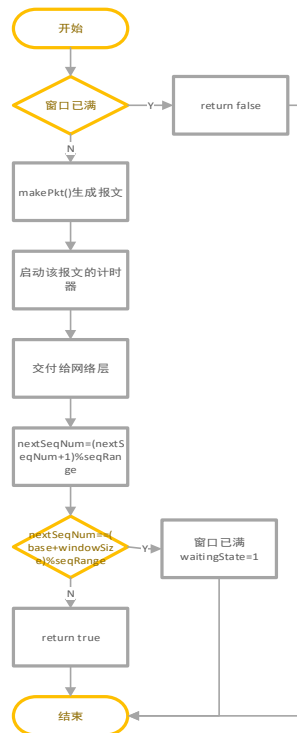 开始
窗口已满
Y
return false
N
makePkt()生成报文
启动该报文的计时
器
交付给网络层
nextSeqNum=(nextS
eqNum+1)%seqRan
ge
nextSeqNum==(
base+windowSiz
e)%seqRange
Y
窗口已满
waitingState=1
N
return true
结束